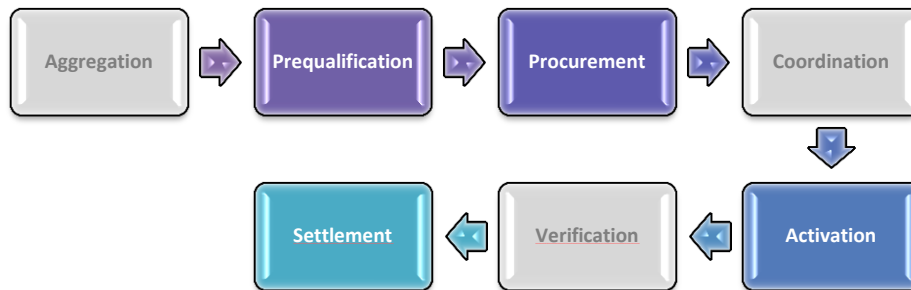 Aggregation
Prequalification
Procurement
Coordination
Activation
Verification
Settlement